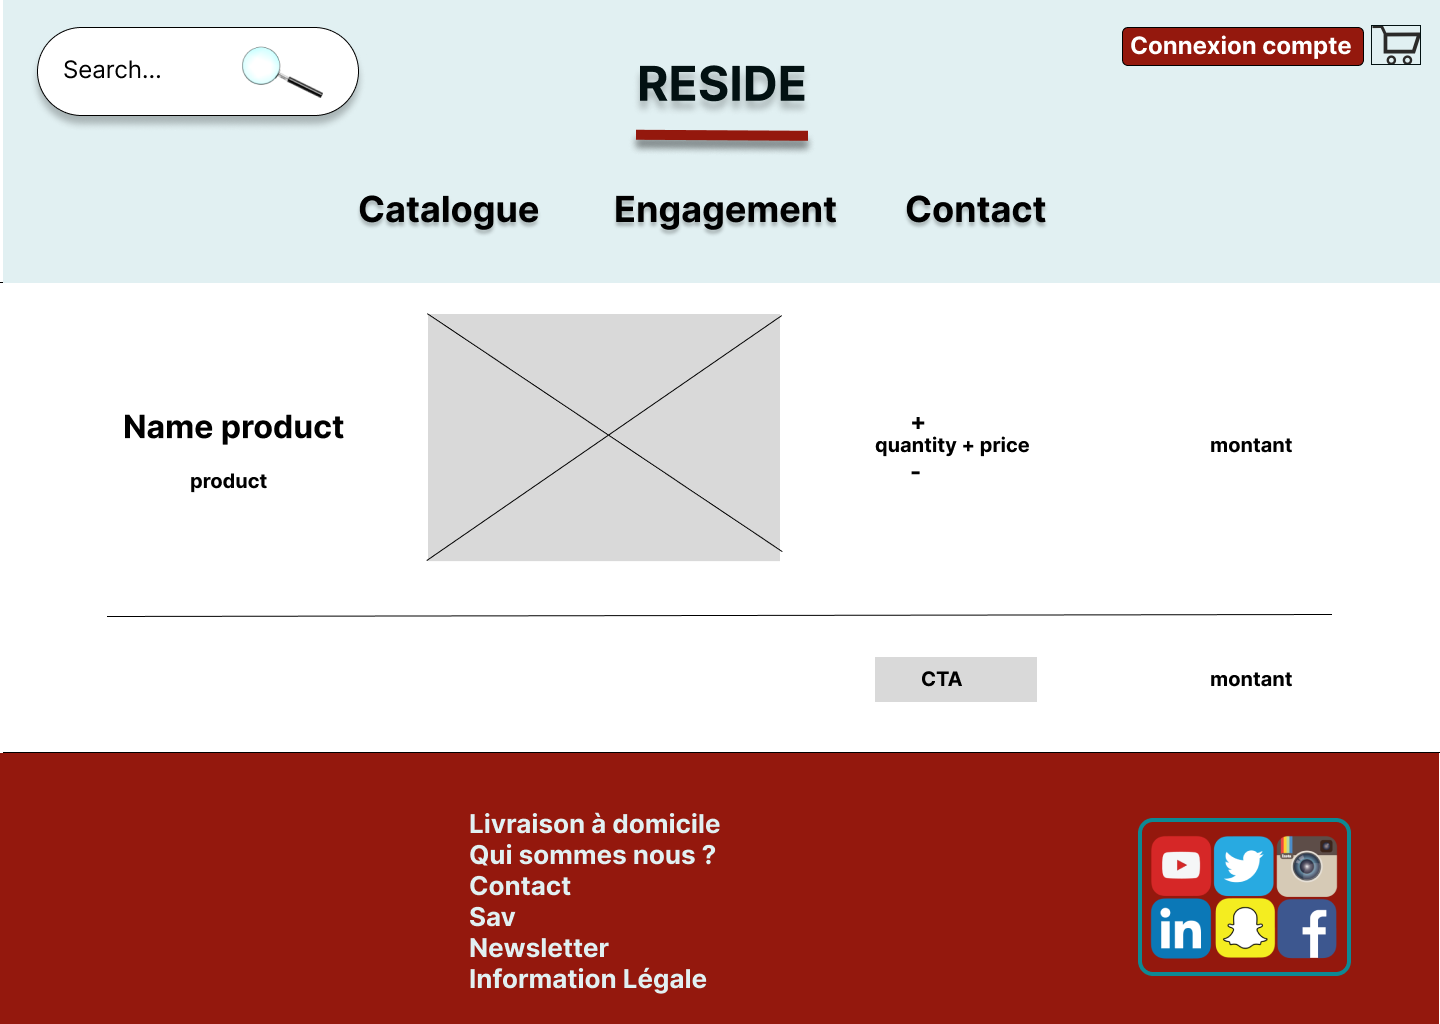 Search...
Connexion compte
RESIDE
Catalogue
Engagement
Contact
Name product
product
+
quantity + price
-
montant
CTA
montant
Livraison à domicile
Qui sommes nous ?
Contact
Sav
Newsletter
Information Légale
in
f